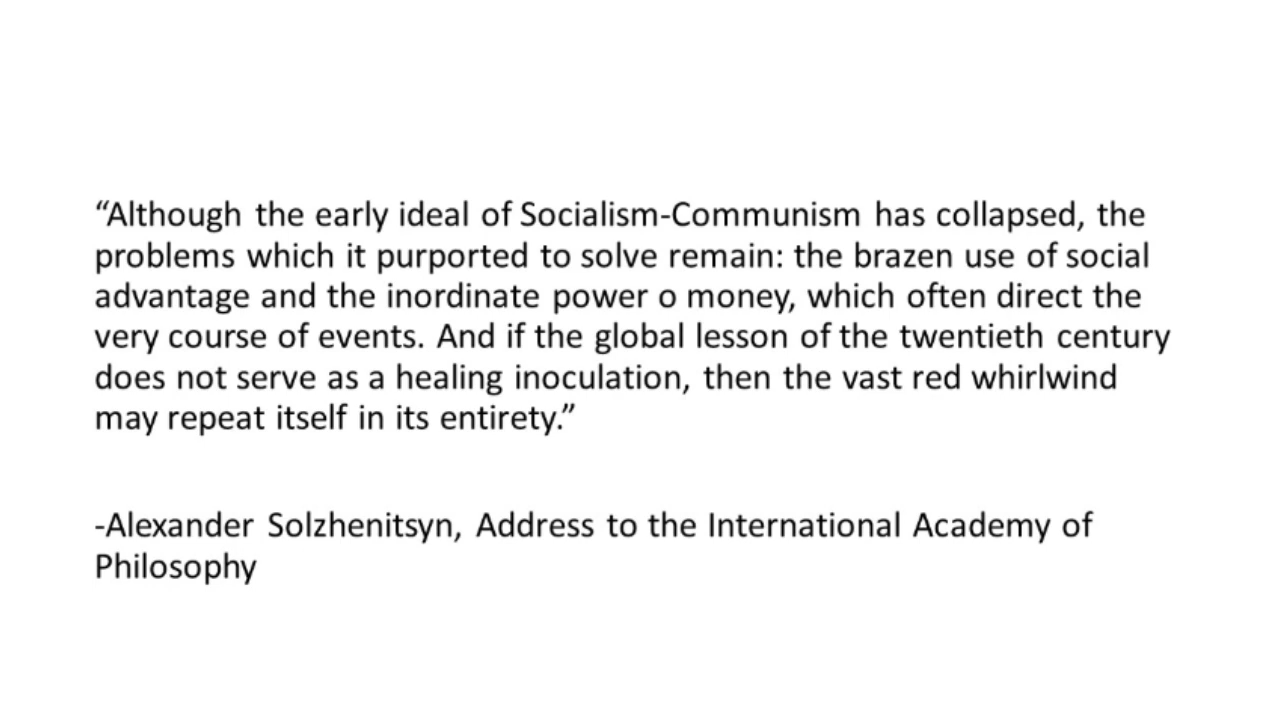 “Although the early ideal of Socialism-Communism has collapsed, the
problems which it purported to solve remain: the brazen use of social
advantage and the inordinate power o money, which often direct the
very course of events. And if the global lesson of the twentieth century
does not serve as a healing inoculation, then the vast red whirlwind
may repeat itself in its entirety.”
-Alexander Solzhenitsyn, Address to the International Academy of
Philosophy